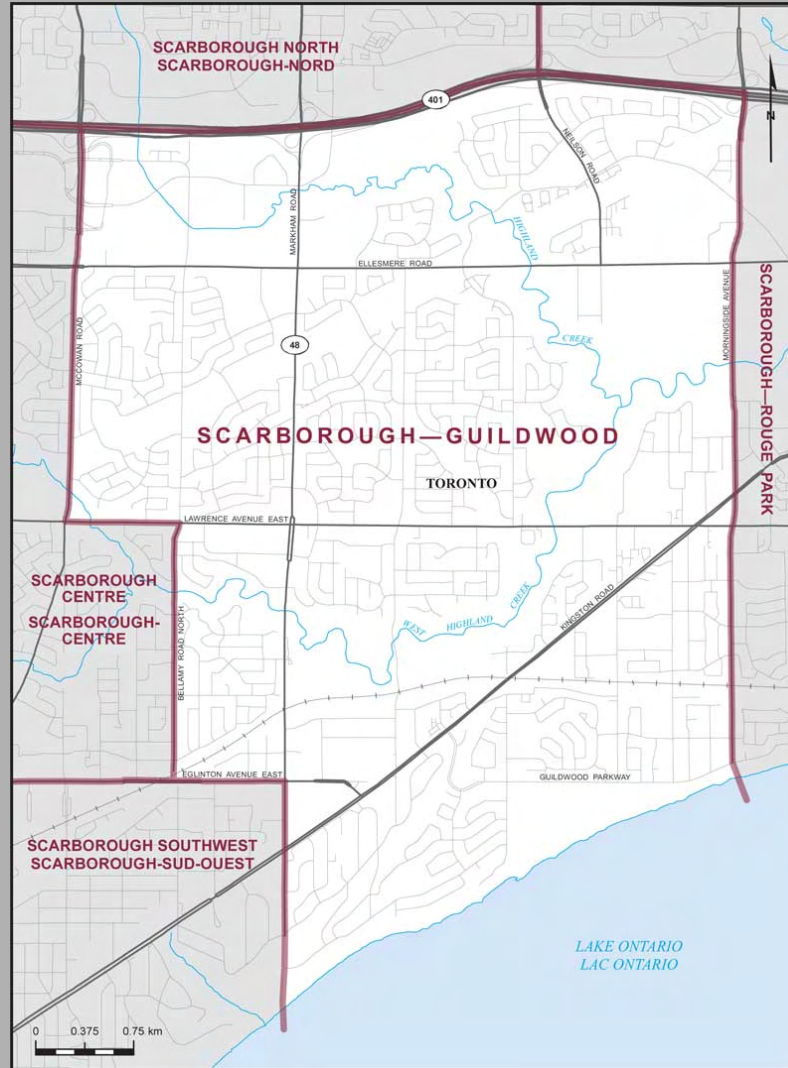 SCARBOROUGH NORTH
SCARBOROUGH-NORD
401
N
NEILSON ROAD
MARKHAM ROAD
HIGHLAND
CREEK
ELLESMERE ROAD
MCCOWAN ROAD
MORNINGSIDE AVENUE
SCARBOROUGH—ROUGE PARK
48
SCARBOROUGH—GUILDWOOD
TORONTO
LAWRENCE AVENUE EAST
SCARBOROUGH
CENTRE
SCARBOROUGH-
CENTRE
BELLAMY ROAD NORTH
WEST HIGHLAND CREEK
KINGSTON ROAD
EGLINTON AVENUE EAST
GUILDWOOD PARKWAY
SCARBOROUGH SOUTHWEST
SCARBOROUGH-SUD-OUEST
LAKE ONTARIO
LAC ONTARIO
0 0.375 0.75 km